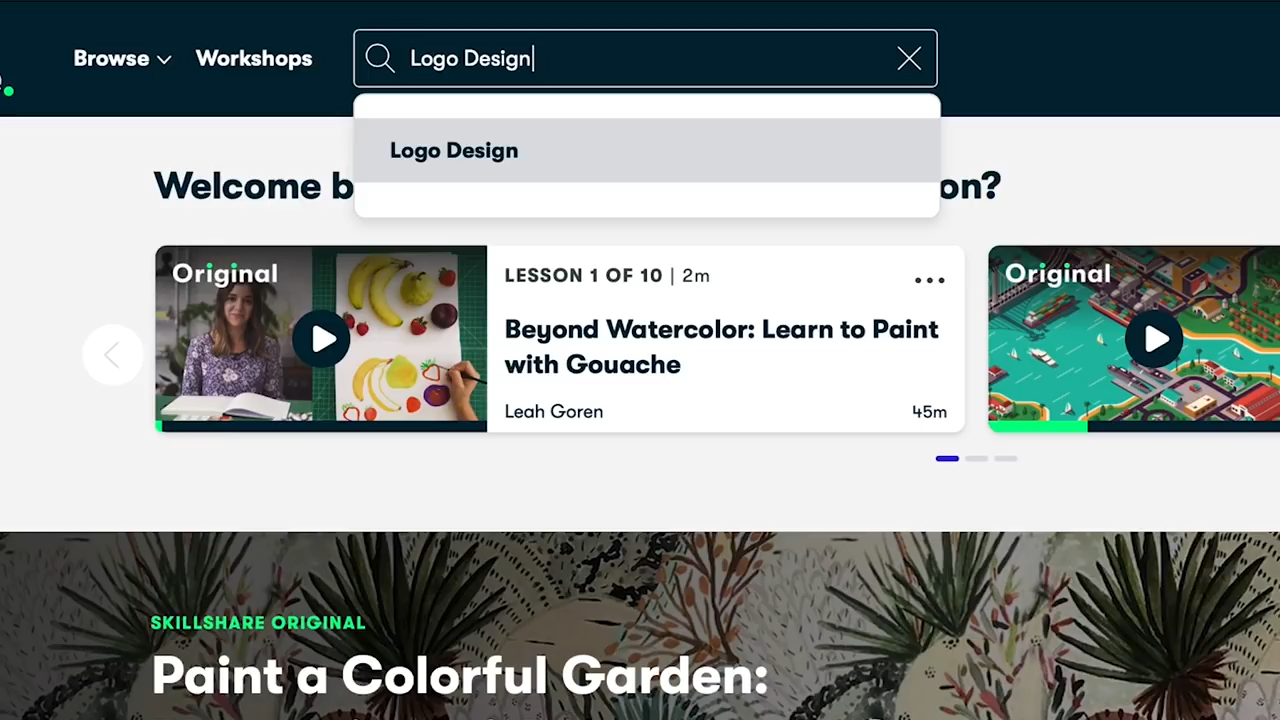 Browse Workshops Logo Design
Logo Design
Welcome b on?
Original
LESSON 1 OF 10 | 2m
Beyond Watercolor: Learn to Paint
with Gouache
Leah Goren 45m
Original
SKILLSHARE ORIGINAL
Paint a Colorful Garden: